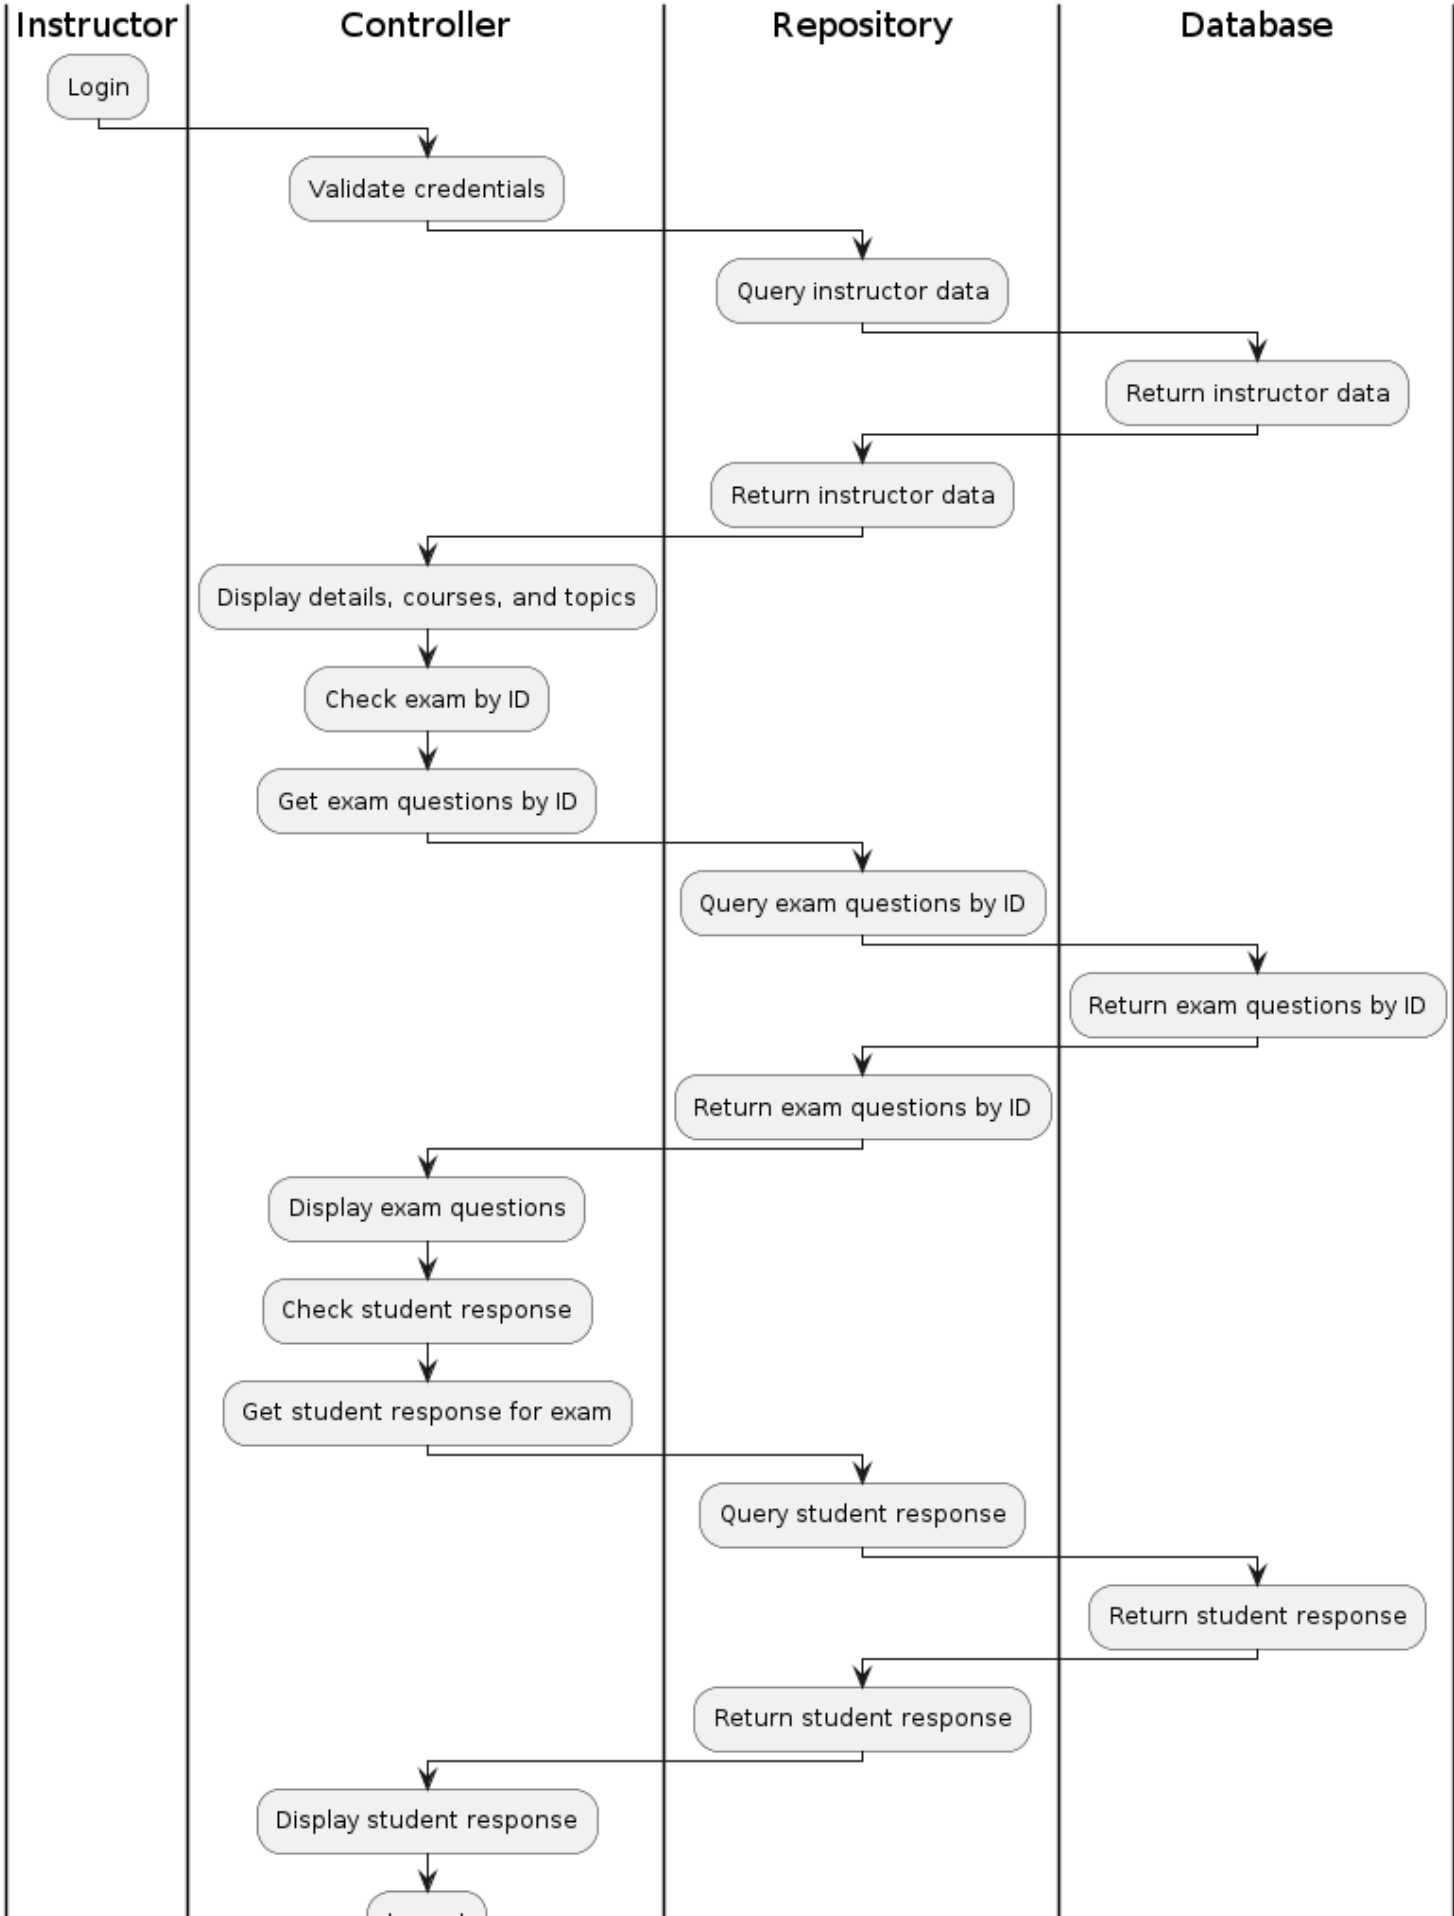 Instructor Controller Repository Database
Login
Validate credentials
Query instructor data
Return instructor data
Return instructor data
Display details, courses, and topics
Check exam by ID
Get exam questions by ID
Query exam questions by ID
Return exam questions by ID
Return exam questions by ID
Display exam questions
Check student response
Get student response for exam
Query student response
Return student response
Return student response
Display student response